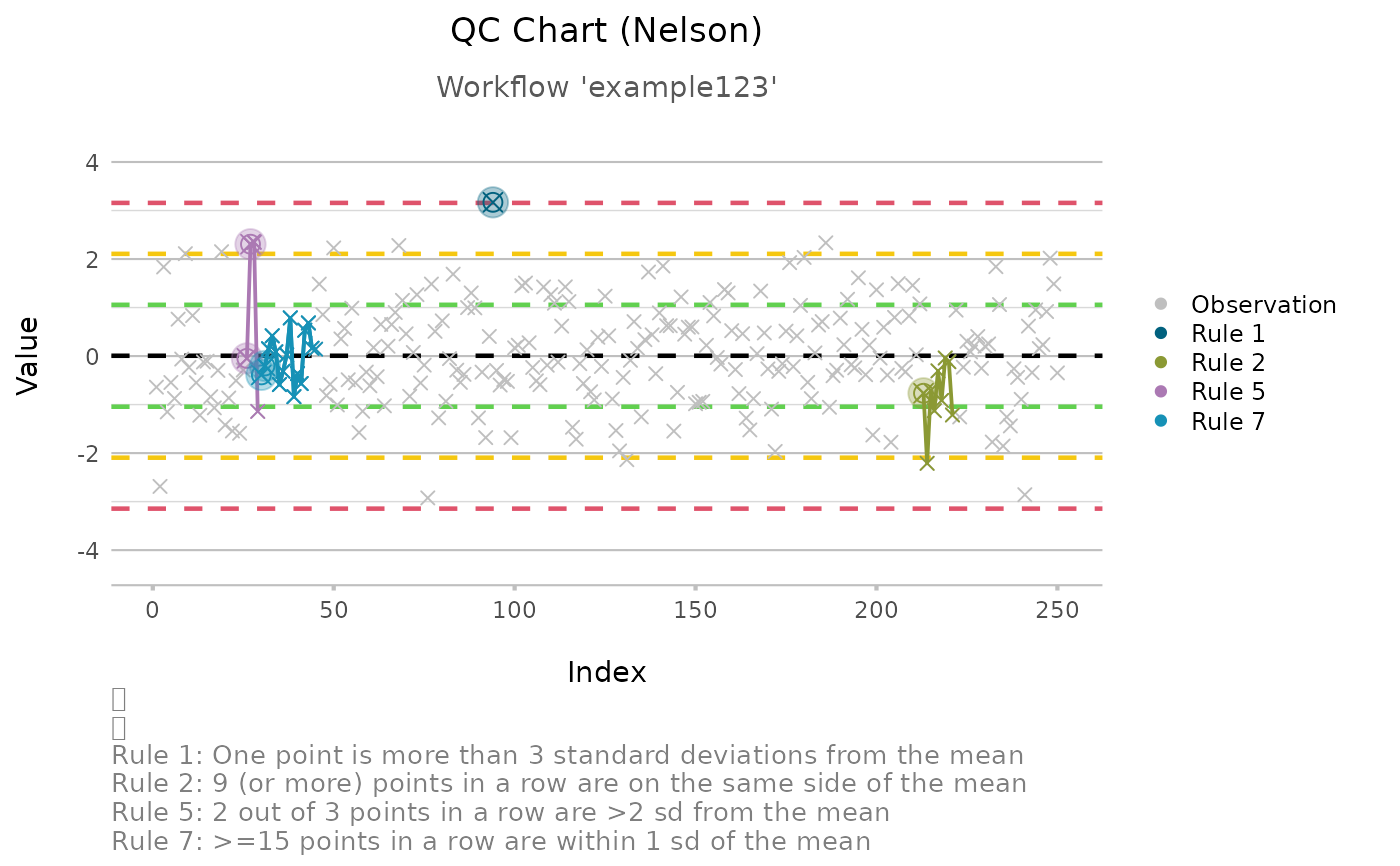 QC Chart (Nelson)
Workflow 'example123'
Value
4
2
0
-2
-4
0 50 100 150 200 250
Index
Observation
Rule 1
Rule 2
Rule 5
Rule 7
Rule 1: One point is more than 3 standard deviations from the mean
Rule 2: 9 (or more) points in a row are on the same side of the mean
Rule 5: 2 out of 3 points in a row are >2 sd from the mean
Rule 7: >=15 points in a row are within 1 sd of the mean